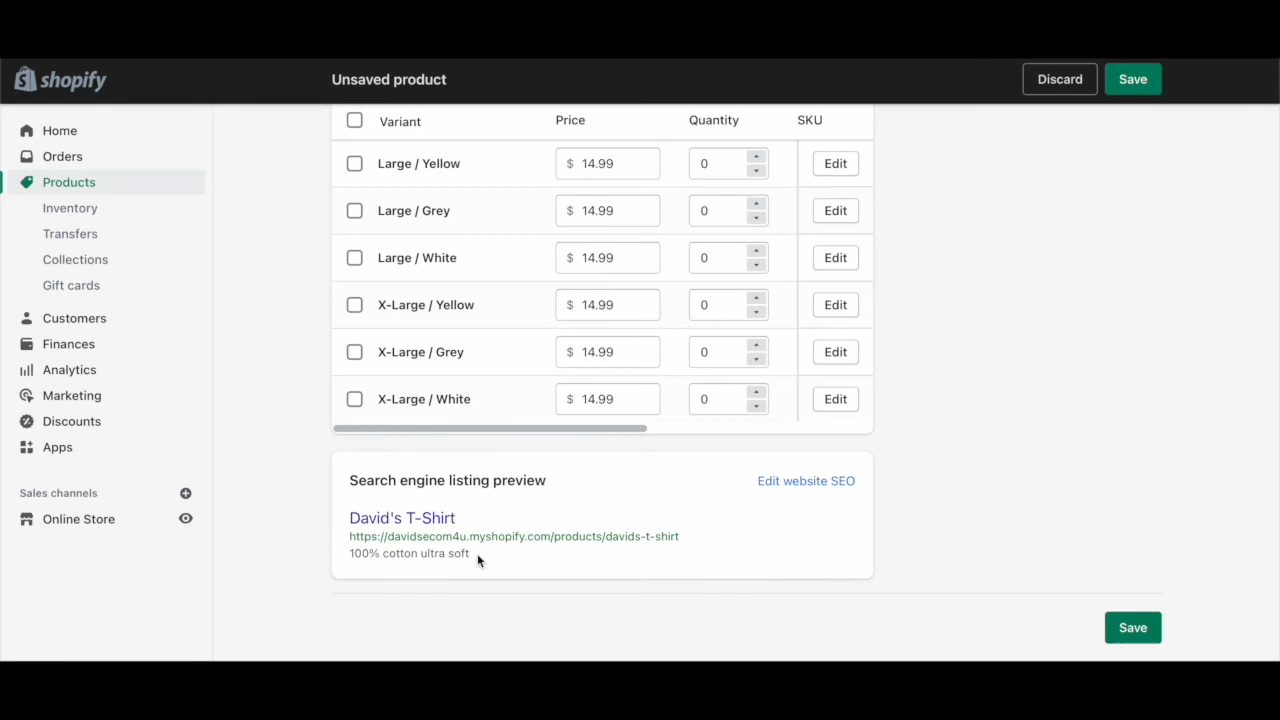 shopify
Unsaved product
Discard
Save
Home
Orders
Products
Inventory
Transfers
Collections
Gift cards
Customers
Finances
Analytics
Marketing
Discounts
Apps
Sales channels
Online Store
Variant Price Quantity SKU
Large / Yellow $ 14.99 0 Edit
Large / Grey $ 14.99 0 Edit
Large / White $ 14.99 0 Edit
X-Large / Yellow $ 14.99 0 Edit
X-Large / Grey $ 14.99 0 Edit
X-Large / White $ 14.99 0 Edit
Search engine listing preview Edit website SEO
David's T-Shirt
https://davidsecom4u.myshopify.com/products/davids-t-shirt
100% cotton ultra soft
Save